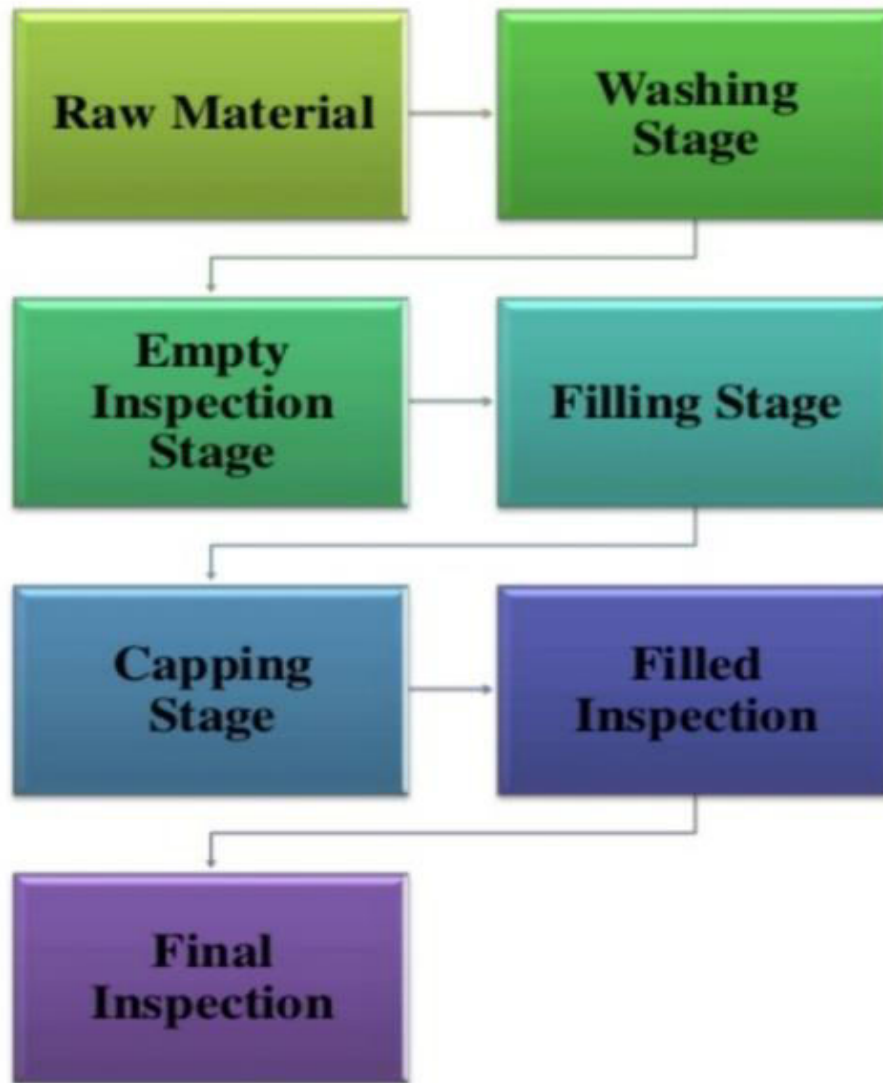 Raw Material
Washing
Stage
Empty
Inspection
Stage
Filling Stage
Capping
Stage
Filled
Inspection
Final
Inspection